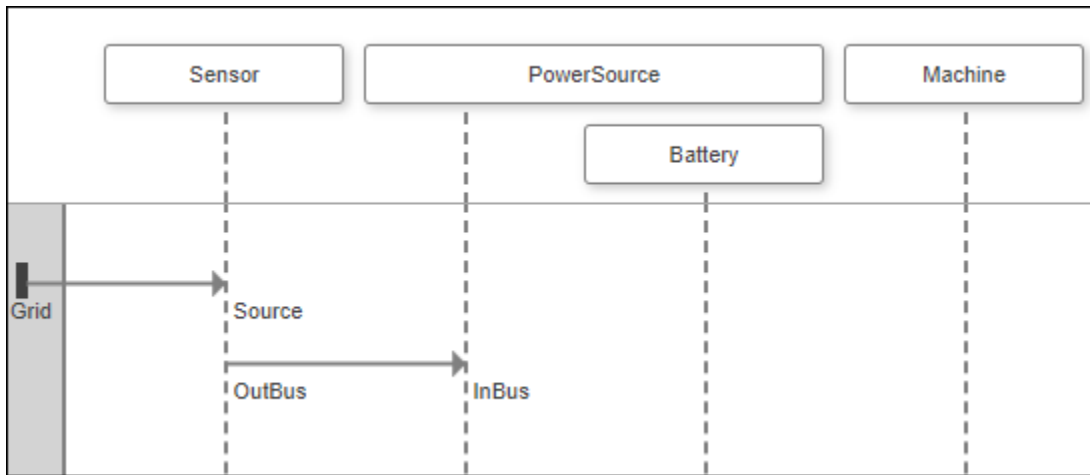 Sensor
PowerSource
Machine
Battery
Grid
Source
OutBus
InBus